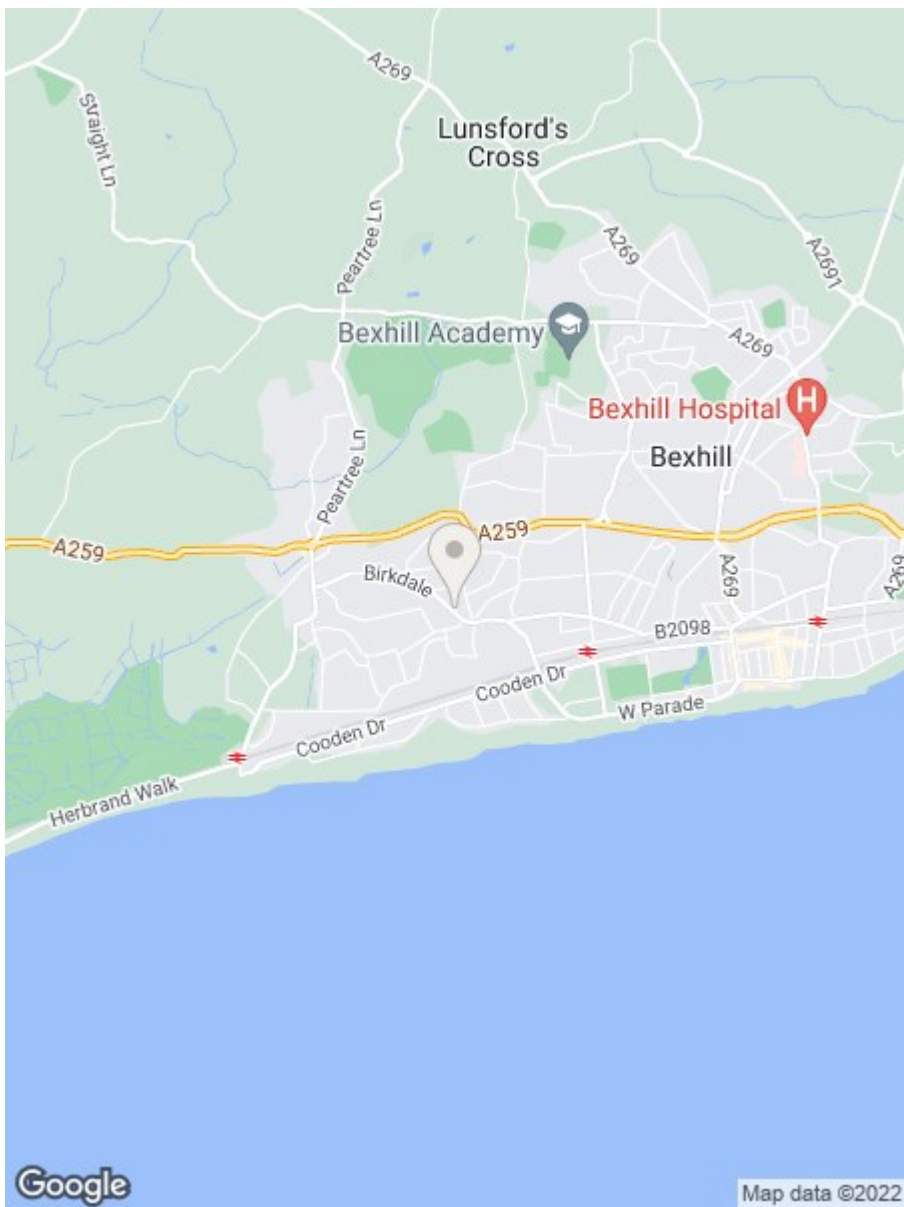 A269
Lunsford's
Cross
Straight Ln
Peartree Ln
A269
A2691
Bexhill Academy
A269
Bexhill Hospital
H
Bexhill
Peartree Ln
A259
A259
Birkdale
A269
A269
B2098
Cooden Dr
W Parade
Cooden Dr
Herbrand Walk
Google
Map data ©2022